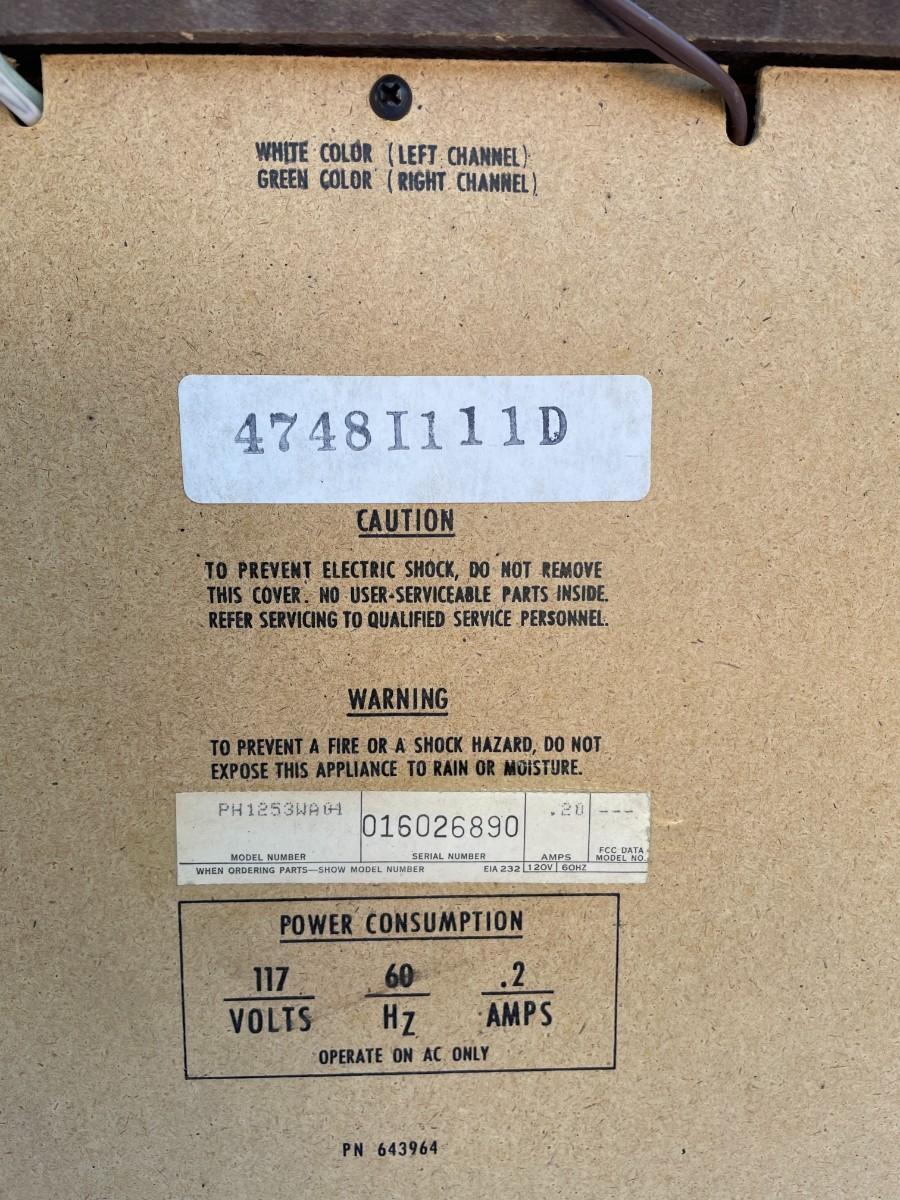 WHITE COLOR (LEFT CHANNEL)
GREEN COLOR (RIGHT CHANNEL)
4748I111D
CAUTION
TO PREVENT ELECTRIC SHOCK, DO NOT REMOVE
THIS COVER. NO USER-SERVICEABLE PARTS INSIDE.
REFER SERVICING TO QUALIFIED SERVICE PERSONNEL.
WARNING
TO PREVENT A FIRE OR A SHOCK HAZARD, DO NOT
EXPOSE THIS APPLIANCE TO RAIN OR MOISTURE.
PH1253WA01 016026890 .20 ---
MODEL NUMBER SERIAL NUMBER AMPS FCC DATA MODEL NO.
WHEN ORDERING PARTS—SHOW MODEL NUMBER EIA 232 120V 60HZ
POWER CONSUMPTION
117 60 .2
VOLTS HZ AMPS
OPERATE ON AC ONLY
PN 643964